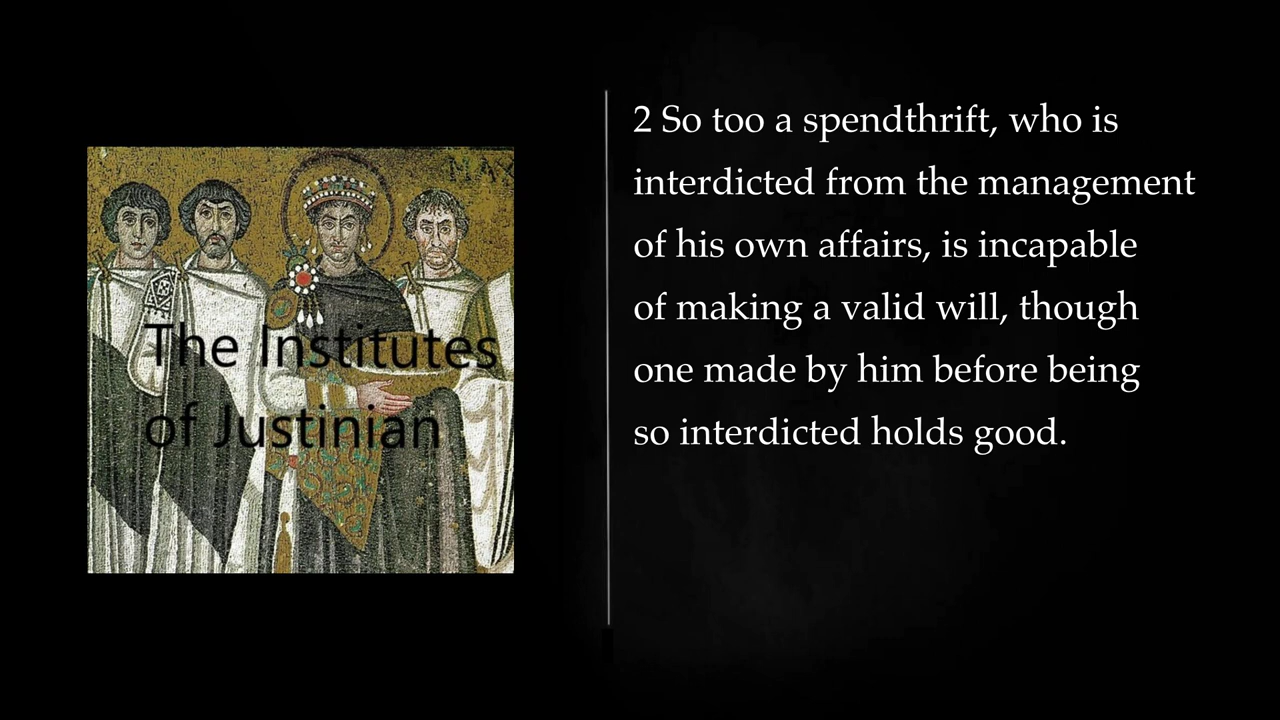 The Institutes
of Justinian
2 So too a spendthrift, who is
interdicted from the management
of his own affairs, is incapable
of making a valid will, though
one made by him before being
so interdicted holds good.